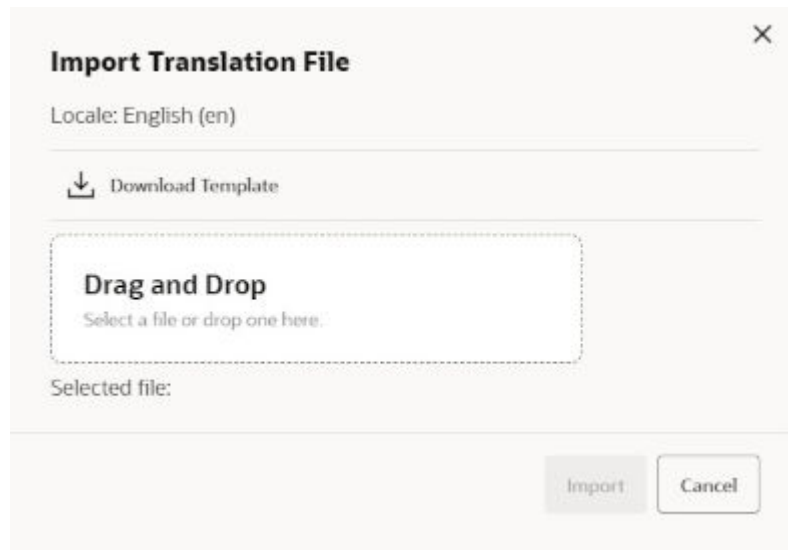 Import Translation File
Locale: English (en)
Download Template
Drag and Drop
Select a file or drop one here.
Selected file:
Import
Cancel